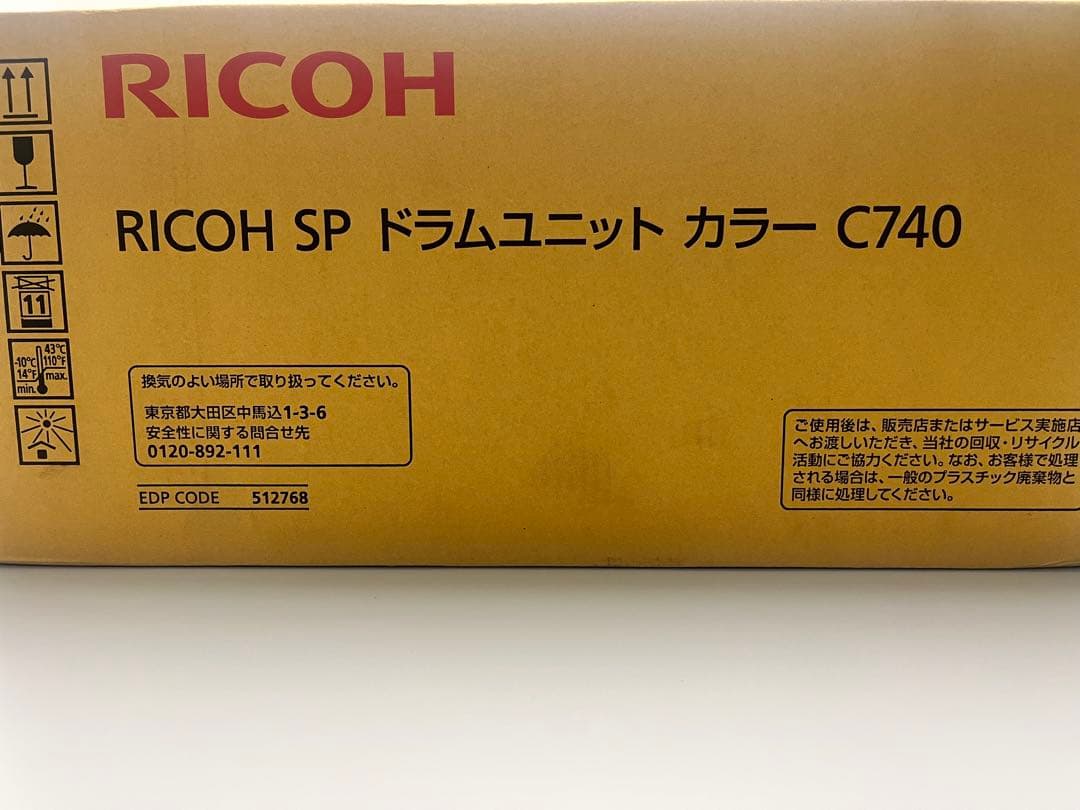 RICOH
RICOH SP ドラムユニット カラー C740
11
43℃
-10℃
110°F
14°F
max.
min.
換気のよい場所で取り扱ってください。
東京都大田区中馬込1-3-6
安全性に関する問合せ先
0120-892-111
EDP CODE 512768
ご使用後は、販売店またはサービス実施店
へお渡しいただき、当社の回収・リサイクル
活動にご協力ください。なお、お客様で処理
される場合は、一般のプラスチック廃棄物と
同様に処理してください。